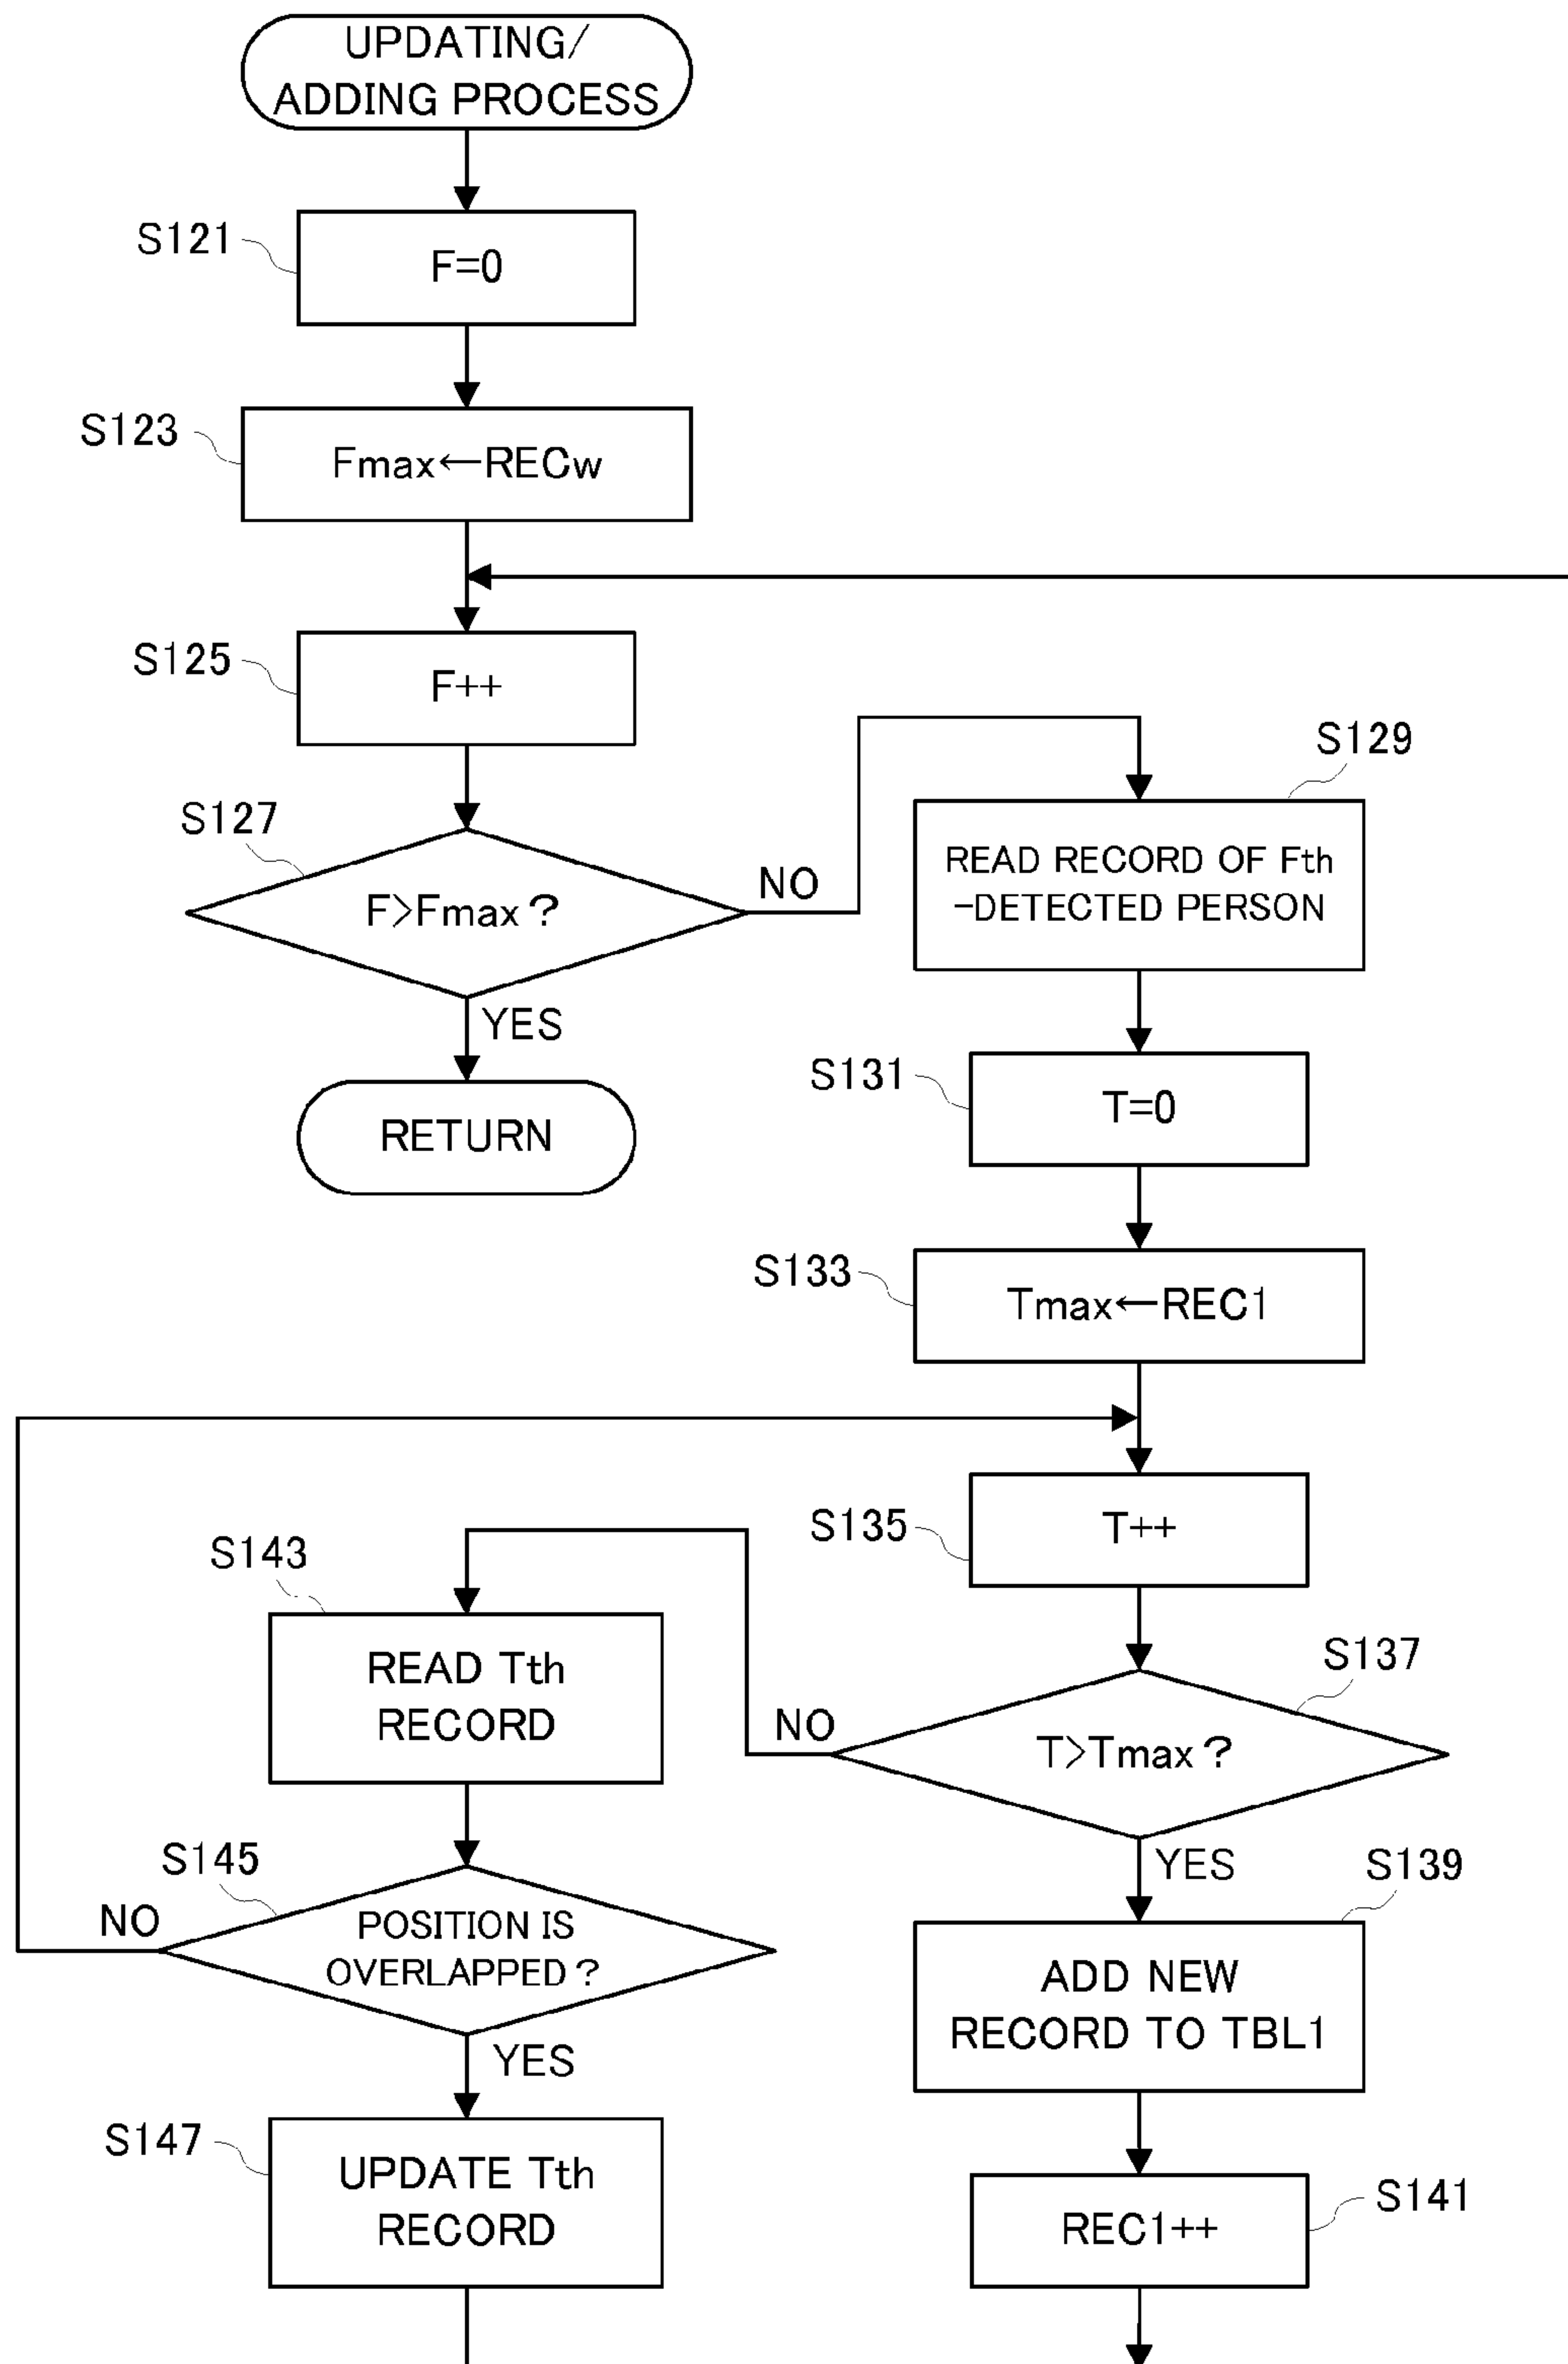 UPDATING/
ADDING PROCESS
S121
F=0
S123
Fmax←RECw
S125
F++
S127
F>Fmax?
NO
YES
RETURN
S129
READ RECORD OF Fth
-DETECTED PERSON
S131
T=0
S133
Tmax←REC1
S135
T++
S137
T>Tmax?
NO
YES
S139
ADD NEW
RECORD TO TBL1
S141
REC1++
S143
READ Tth
RECORD
S145
POSITION IS
OVERLAPPED?
NO
YES
S147
UPDATE Tth
RECORD